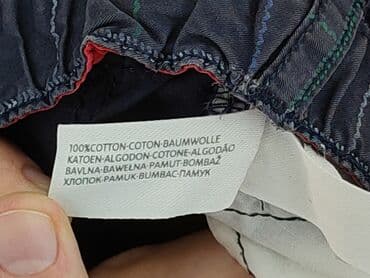 100%COTTON-COTON-BAUMWOLLE
KATOEN-ALGODON-COTONE-ALGODÃO
BAVLNA-BAWEŁNA-PAMUT-BOMBAŽ
ХЛОПОК-PAMUK-BUMBAC-ПАМУК